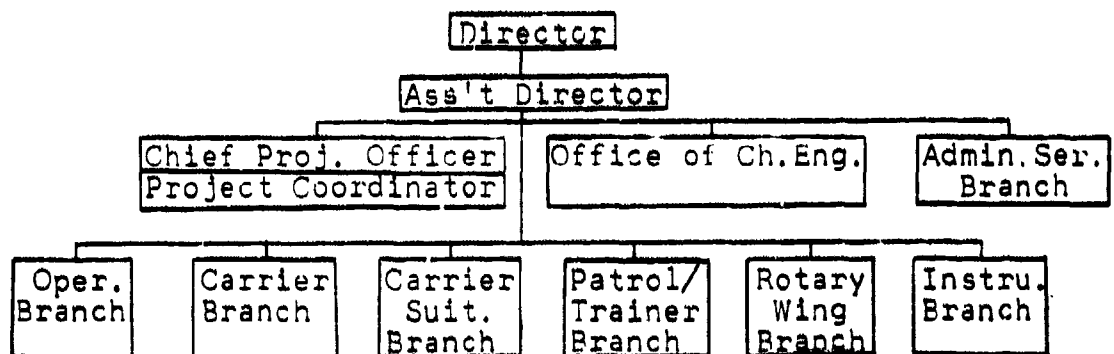 Director
Ass't Director
Chief Proj. Officer
Project Coordinator
Office of Ch.Eng.
Admin.Ser.
Branch
Oper.
Branch
Carrier
Branch
Carrier
Suit.
Branch
Patrol/
Trainer
Branch
Rotary
Wing
Branch
Instru.
Branch